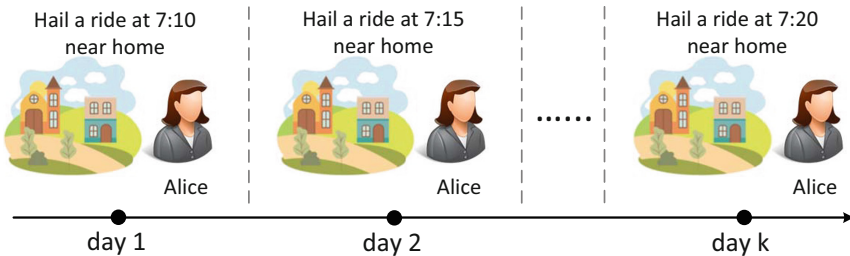 Hail a ride at 7:10
near home
Alice
Hail a ride at 7:15
near home
Alice
……
Hail a ride at 7:20
near home
Alice
day 1
day 2
day k